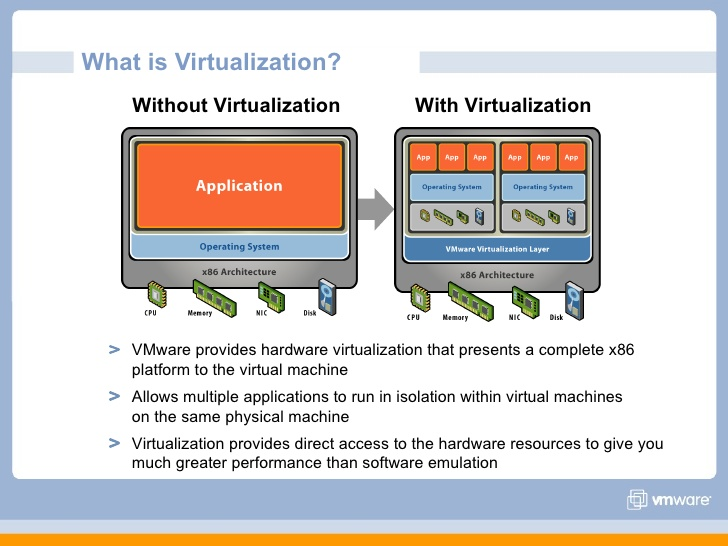 What is Virtualization?
Without Virtualization
With Virtualization
Application
Operating System
x86 Architecture
CPU Memory NIC Disk
App App App App App App
Operating System Operating System
VMware Virtualization Layer
x86 Architecture
CPU Memory NIC Disk
> VMware provides hardware virtualization that presents a complete x86
platform to the virtual machine
> Allows multiple applications to run in isolation within virtual machines
on the same physical machine
> Virtualization provides direct access to the hardware resources to give you
much greater performance than software emulation
vmware®